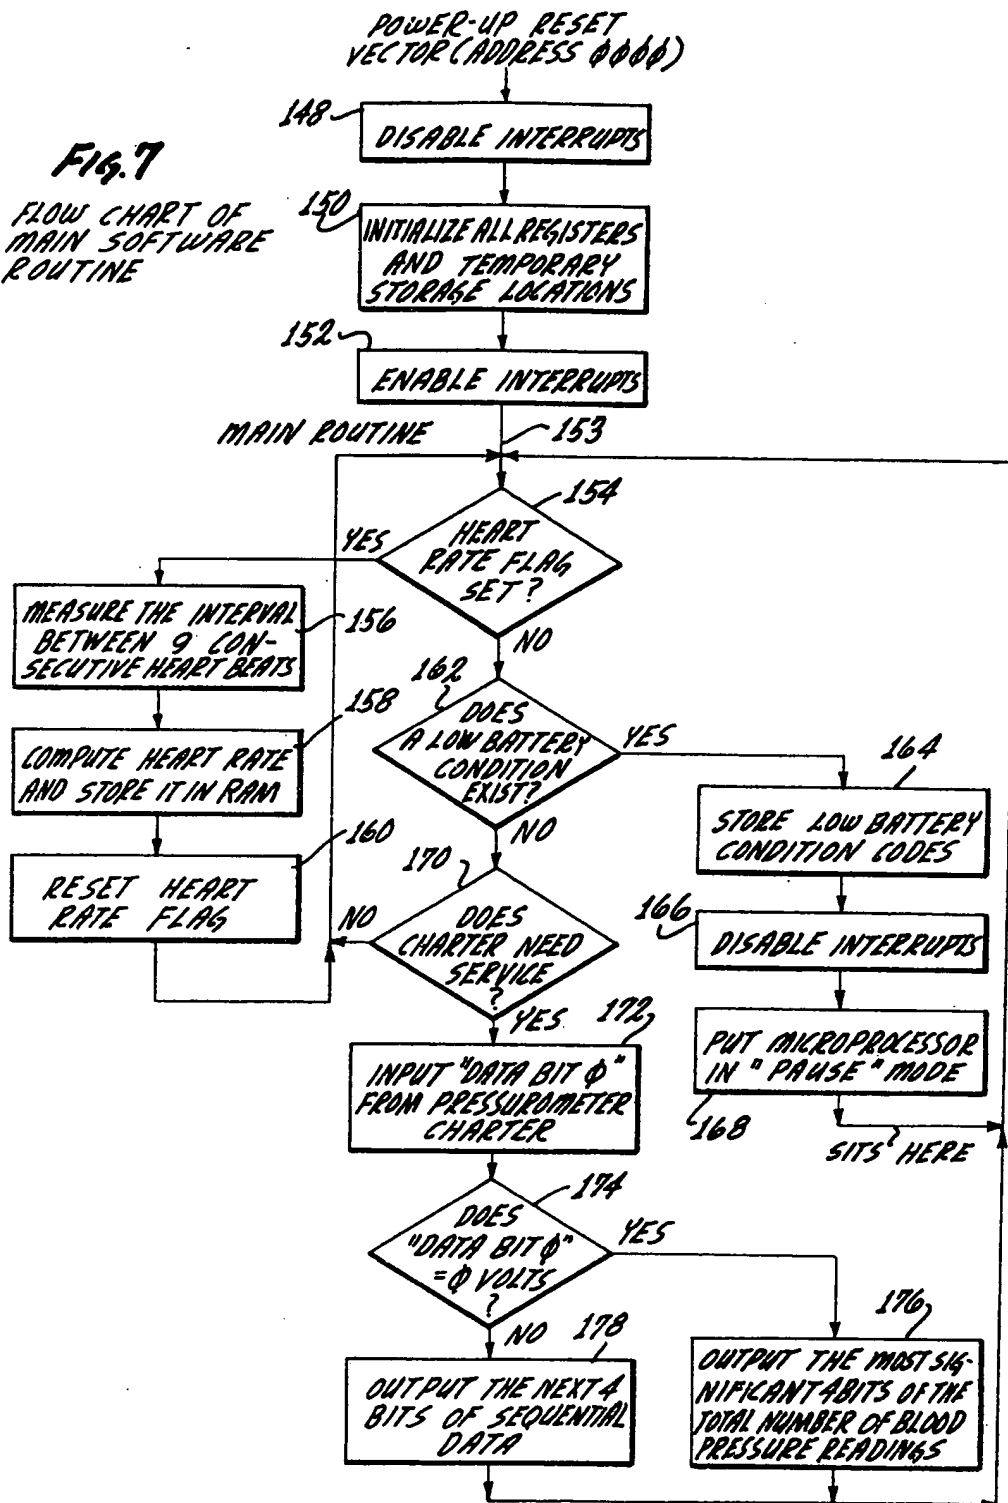 POWER-UP RESET
VECTOR (ADDRESS ϕϕϕϕ)
148
DISABLE INTERRUPTS
FIG. 7
FLOW CHART OF
MAIN SOFTWARE
ROUTINE
150
INITIALIZE ALL REGISTERS
AND TEMPORARY
STORAGE LOCATIONS
152
ENABLE INTERRUPTS
MAIN ROUTINE
153
154
HEART
RATE FLAG
SET?
YES
NO
MEASURE THE INTERVAL
BETWEEN 9 CON-
SECUTIVE HEART BEATS
156
158
COMPUTE HEART RATE
AND STORE IT IN RAM
160
RESET HEART
RATE FLAG
162
DOES
A LOW BATTERY
CONDITION
EXIST?
YES
NO
164
STORE LOW BATTERY
CONDITION CODES
166
DISABLE INTERRUPTS
PUT MICROPROCESSOR
IN "PAUSE" MODE
168
SITS HERE
170
DOES
CHARTER NEED
SERVICE
?
NO
YES
172
INPUT "DATA BIT ϕ"
FROM PRESSUROMETER
CHARTER
174
DOES
"DATA BIT ϕ"
=ϕ VOLTS
?
YES
NO
176
OUTPUT THE MOST SIG-
NIFICANT 4 BITS OF THE
TOTAL NUMBER OF BLOOD
PRESSURE READINGS
178
OUTPUT THE NEXT 4
BITS OF SEQUENTIAL
DATA